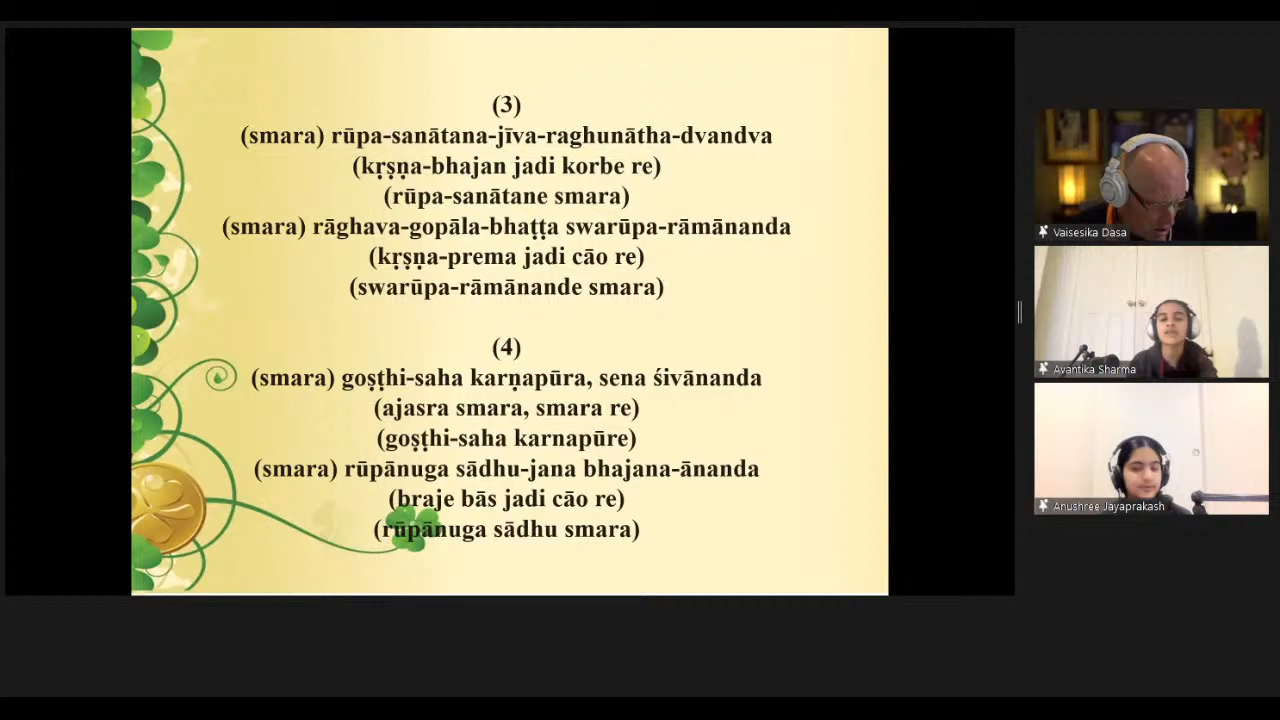 (3)
(smara) rūpa-sanātana-jīva-raghunātha-dvandva
(kṛṣṇa-bhajan jadi korbe re)
(rūpa-sanātane smara)
(smara) rāghava-gopāla-bhaṭṭa swarūpa-rāmānanda
(kṛṣṇa-prema jadi cāo re)
(swarūpa-rāmānande smara)
(4)
(smara) goṣṭhi-saha karṇapūra, sena śivānanda
(ajasra smara, smara re)
(goṣṭhi-saha karnapūre)
(smara) rūpānuga sādhu-jana bhajana-ānanda
(braje bās jadi cāo re)
(rūpānuga sādhu smara)
Vaisesika Dasa
Avantika Sharma
Anushree Jayaprakash